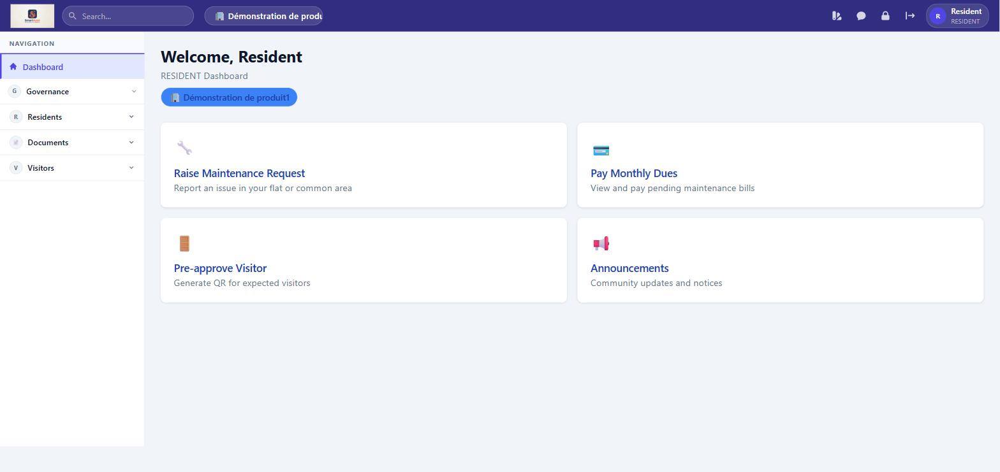 Search...
Démonstration de produ
Resident
RESIDENT
R
NAVIGATION
Dashboard
G Governance
R Residents
Documents
V Visitors
Welcome, Resident
RESIDENT Dashboard
Démonstration de produit1
Raise Maintenance Request
Report an issue in your flat or common area
Pay Monthly Dues
View and pay pending maintenance bills
Pre-approve Visitor
Generate QR for expected visitors
Announcements
Community updates and notices